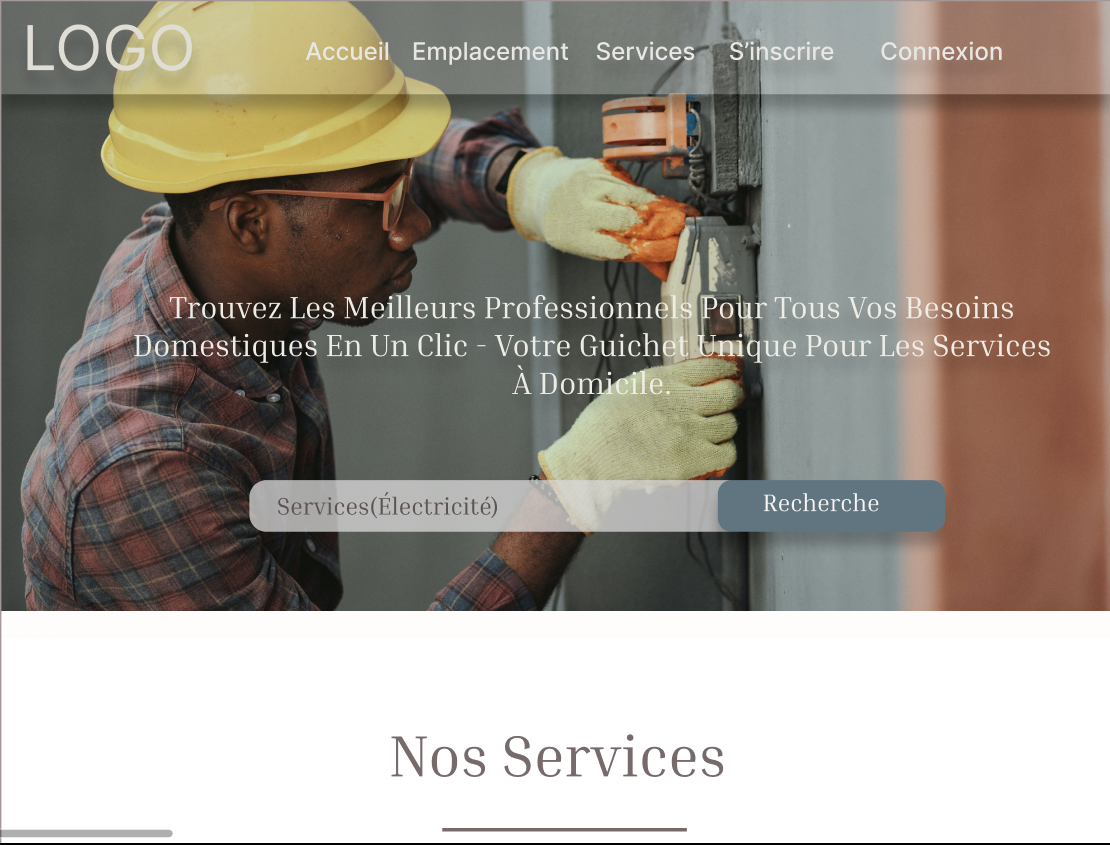 LOGO
Accueil Emplacement Services S’inscrire Connexion
Trouvez Les Meilleurs Professionnels Pour Tous Vos Besoins
Domestiques En Un Clic - Votre Guichet Unique Pour Les Services
À Domicile.
Services(Électricité) Recherche
Nos Services